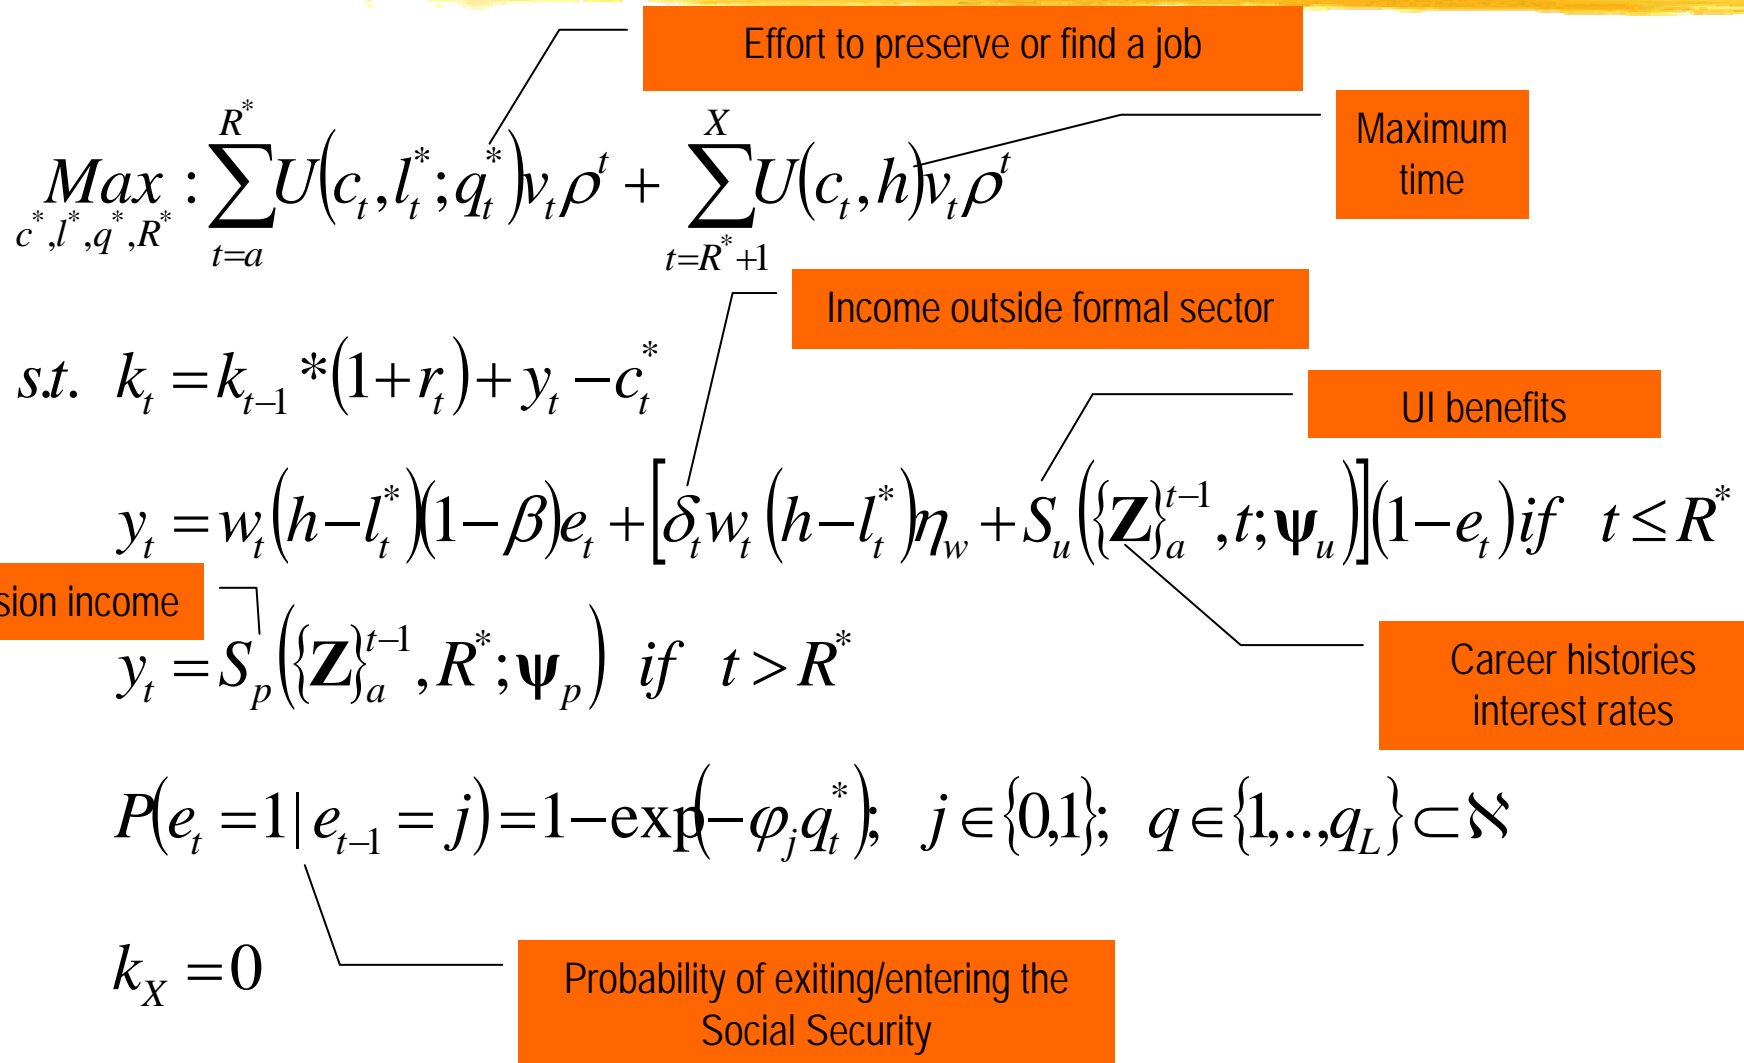 Effort to preserve or find a job
Maximum
time
Max : ∑_{t=a}^{R*} U(c_t, l_t^*; q_t^*) v_t ρ^t + ∑_{t=R*+1}^{X} U(c_t, h) v_t ρ^t
c*, l*, q*, R*
Income outside formal sector
s.t. k_t = k_{t-1} * (1 + r_t) + y_t − c_t^*
UI benefits
y_t = w_t (h − l_t^*)(1 − β) e_t + [δ_t w_t (h − l_t^*) η_w + S_u ({Z}_a^{t-1}, t; ψ_u)](1 − e_t) if t ≤ R*
sion income
y_t = S_p ({Z}_a^{t-1}, R*; ψ_p) if t > R*
Career histories
interest rates
P(e_t = 1 | e_{t-1} = j) = 1 − exp(−φ_j q_t^*); j ∈ {0,1}; q ∈ {1,..,q_L} ⊂ ℵ
k_X = 0
Probability of exiting/entering the
Social Security